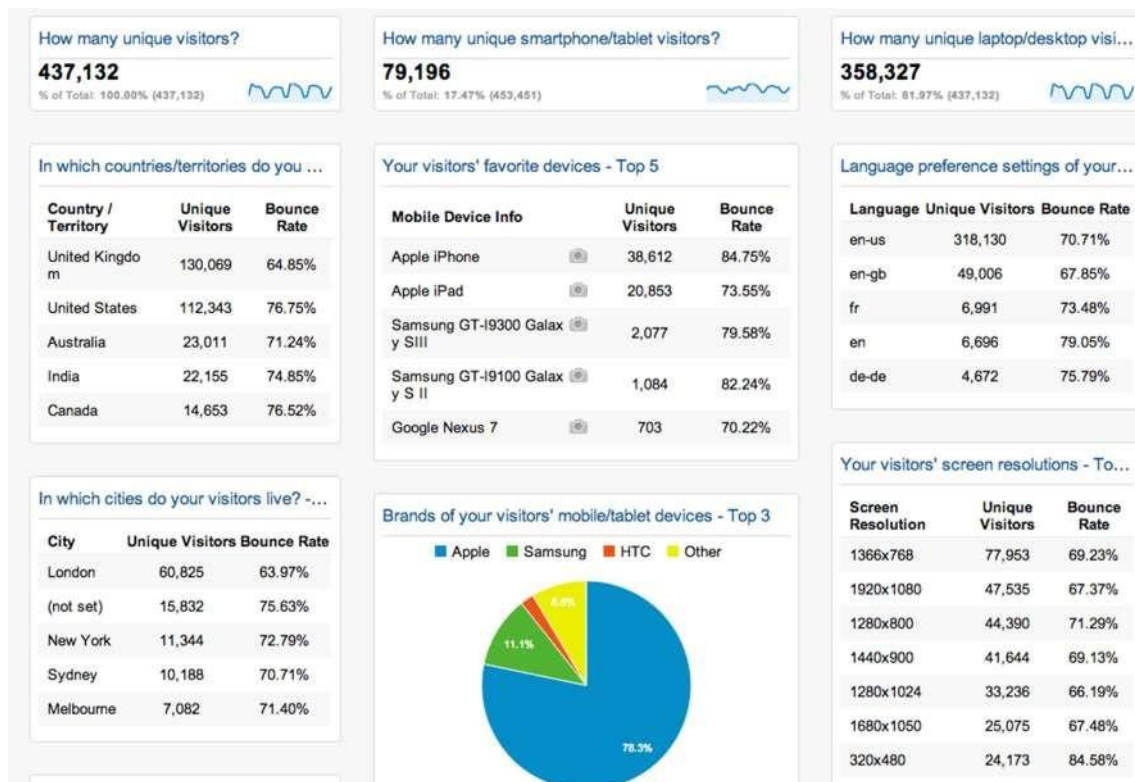 How many unique visitors?
437,132
% of Total: 100.00% (437,132)
How many unique smartphone/tablet visitors?
79,196
% of Total: 17.47% (453,451)
How many unique laptop/desktop visi...
358,327
% of Total: 81.97% (437,132)
In which countries/territories do you ...
Country / Unique Bounce
Territory Visitors Rate
United Kingdo
m 130,069 64.85%
United States 112,343 76.75%
Australia 23,011 71.24%
India 22,155 74.85%
Canada 14,653 76.52%
Your visitors' favorite devices - Top 5
Mobile Device Info Unique Bounce
Visitors Rate
Apple iPhone 38,612 84.75%
Apple iPad 20,853 73.55%
Samsung GT-I9300 Galax
y SIII 2,077 79.58%
Samsung GT-I9100 Galax
y S II 1,084 82.24%
Google Nexus 7 703 70.22%
Language preference settings of your...
Language Unique Visitors Bounce Rate
en-us 318,130 70.71%
en-gb 49,006 67.85%
fr 6,991 73.48%
en 6,696 79.05%
de-de 4,672 75.79%
In which cities do your visitors live? -...
City Unique Visitors Bounce Rate
London 60,825 63.97%
(not set) 15,832 75.63%
New York 11,344 72.79%
Sydney 10,188 70.71%
Melbourne 7,082 71.40%
Brands of your visitors' mobile/tablet devices - Top 3
Apple Samsung HTC Other
11.1%
78.3%
Your visitors' screen resolutions - To...
Screen Unique Bounce
Resolution Visitors Rate
1366x768 77,953 69.23%
1920x1080 47,535 67.37%
1280x800 44,390 71.29%
1440x900 41,644 69.13%
1280x1024 33,236 66.19%
1680x1050 25,075 67.48%
320x480 24,173 84.58%